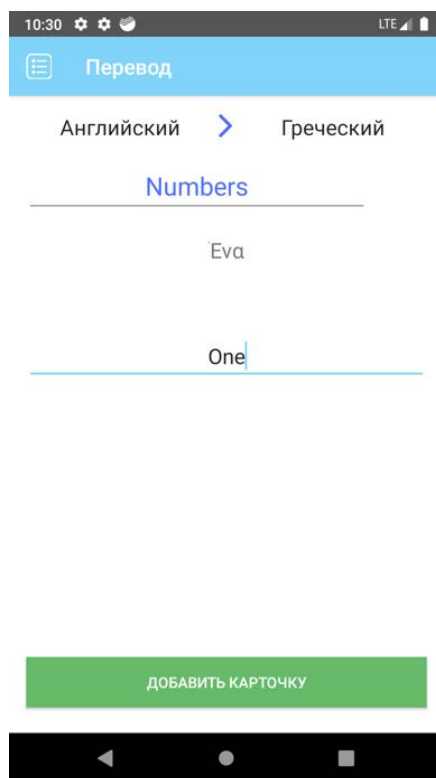 10:30 LTE
Перевод
Английский > Греческий
Numbers
Ένα
One
ДОБАВИТЬ КАРТОЧКУ